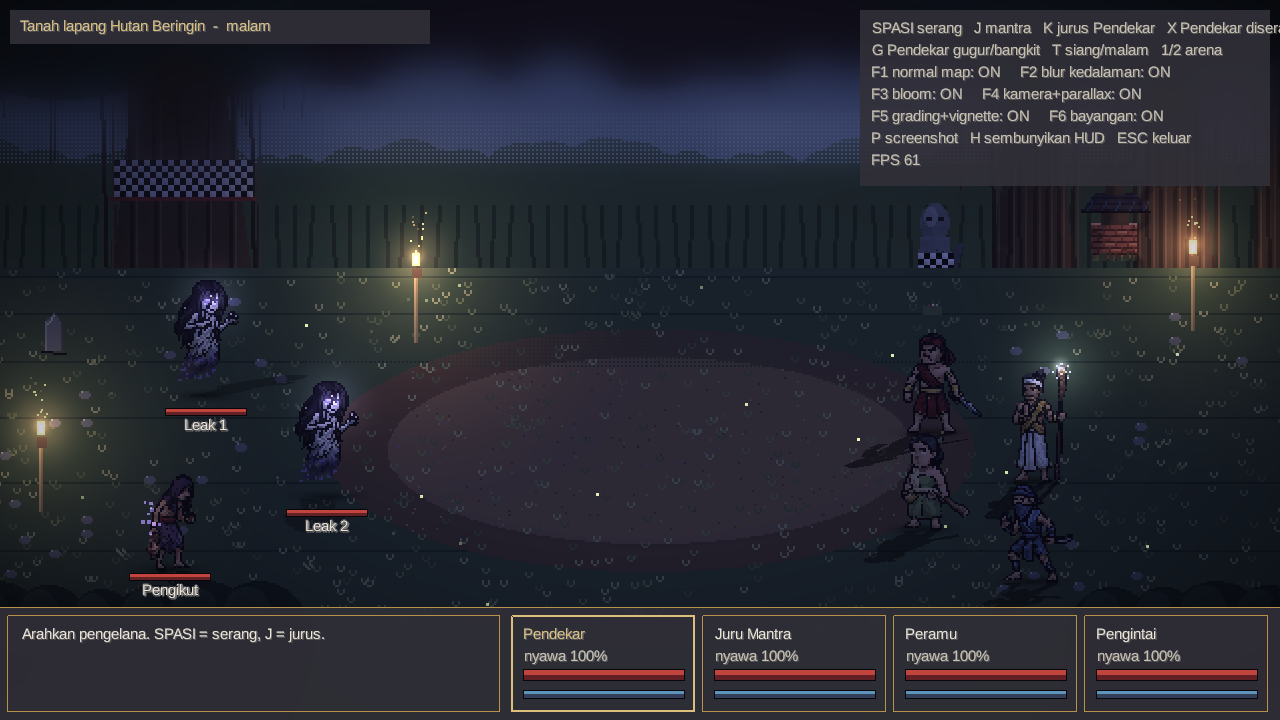 Tanah lapang Hutan Beringin - malam
SPASI serang J mantra K jurus Pendekar X Pendekar
G Pendekar gugur/bangkit T siang/malam 1/2 arena
F1 normal map: ON F2 blur kedalaman: ON
F3 bloom: ON F4 kamera+parallax: ON
F5 grading+vignette: ON F6 bayangan: ON
P screenshot H sembunyikan HUD ESC keluar
FPS 61
Leak 1
Leak 2
Pengikut
Arahkan pengelana. SPASI = serang, J = jurus.
Pendekar
nyawa 100%
Juru Mantra
nyawa 100%
Peramu
nyawa 100%
Pengintai
nyawa 100%